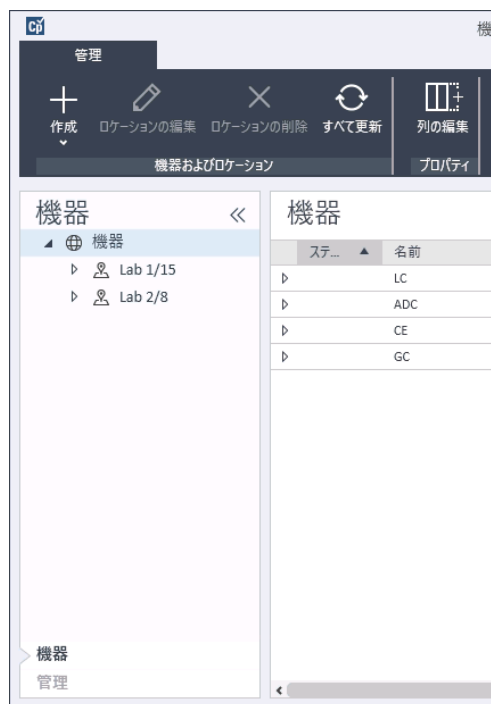 Cp
機
管理
作成
ロケーションの編集
ロケーションの削除
すべて更新
列の編集
機器およびロケーション
プロパティ
機器
機器
Lab 1/15
Lab 2/8
機器
管理
機器
ステ...
名前
LC
ADC
CE
GC